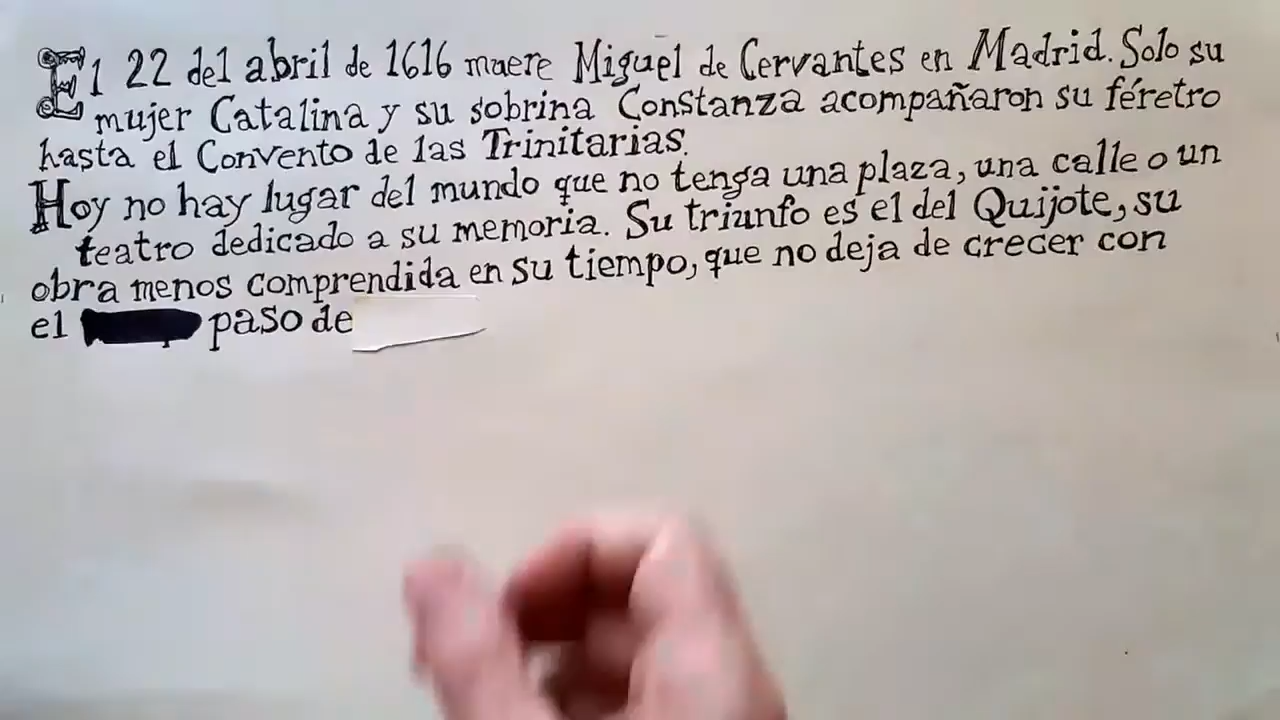 El 22 del abril de 1616 muere Miguel de Cervantes en Madrid. Solo su
mujer Catalina y su sobrina Constanza acompañaron su féretro
hasta el Convento de las Trinitarias.
Hoy no hay lugar del mundo que no tenga una plaza, una calle o un
teatro dedicado a su memoria. Su triunfo es el del Quijote, su
obra menos comprendida en su tiempo, que no deja de crecer con
el paso de